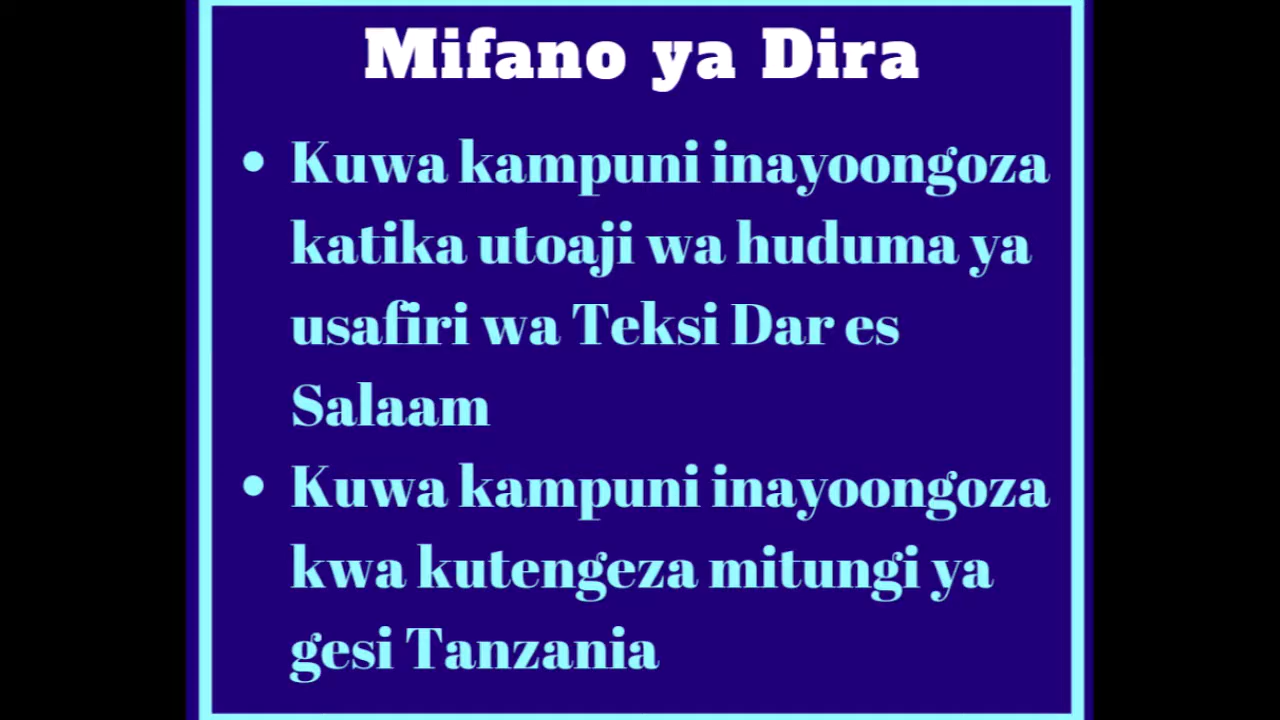 Mifano ya Dira
• Kuwa kampuni inayoongoza
katika utoaji wa huduma ya
usafiri wa Teksi Dar es
Salaam
• Kuwa kampuni inayoongoza
kwa kutengeza mitungi ya
gesi Tanzania